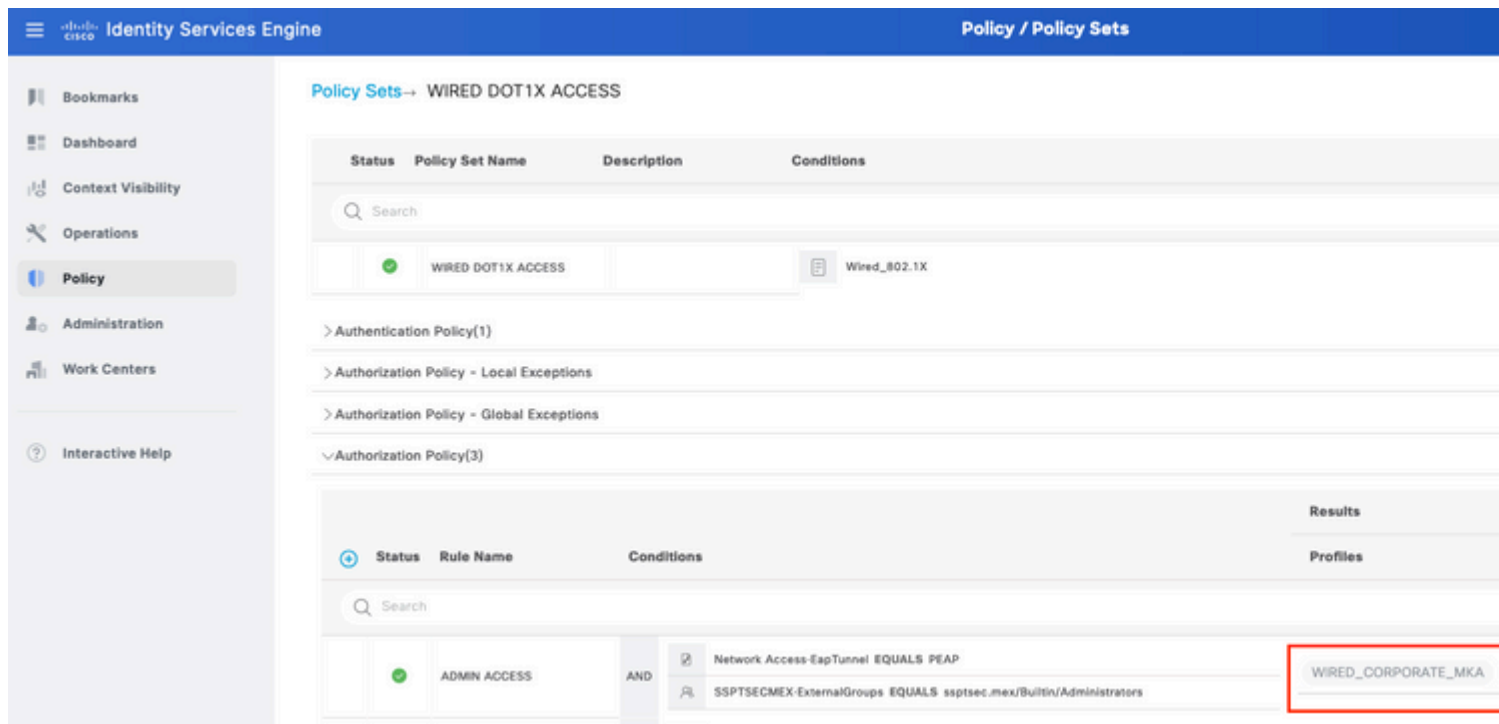 cisco Identity Services Engine
Policy / Policy Sets
Bookmarks
Dashboard
Context Visibility
Operations
Policy
Administration
Work Centers
Interactive Help
Policy Sets→ WIRED DOT1X ACCESS
Status Policy Set Name Description Conditions
Search
WIRED DOT1X ACCESS Wired_802.1X
Authentication Policy(1)
Authorization Policy - Local Exceptions
Authorization Policy - Global Exceptions
Authorization Policy(3)
Results
Status Rule Name Conditions Profiles
Search
ADMIN ACCESS AND Network Access-EapTunnel EQUALS PEAP
SSPTSECMEX-ExternalGroups EQUALS ssptsec.mex/Builtin/Administrators
WIRED_CORPORATE_MKA